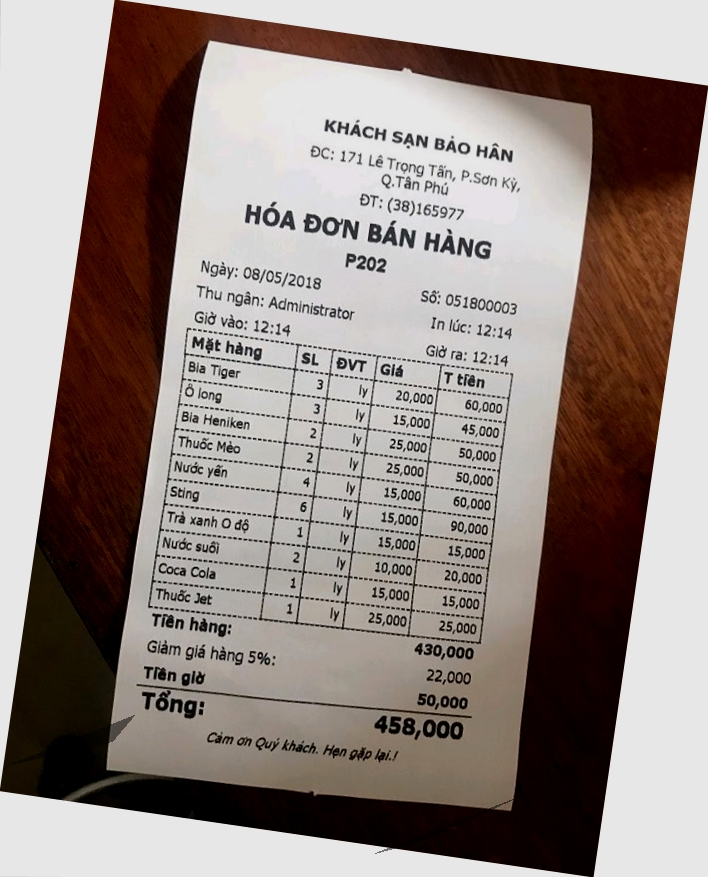 KHÁCH SẠN BẢO HÂN
ĐC: 171 Lê Trọng Tấn, P.Sơn Kỳ,
Q.Tân Phú
ĐT: (38)165977
HÓA ĐƠN BÁN HÀNG
P202
Ngày: 08/05/2018 Số: 051800003
Thu ngân: Administrator In lúc: 12:14
Giờ vào: 12:14 Giờ ra: 12:14
Mặt hàng SL ĐVT Giá T tiền
Bia Tiger 3 ly 20,000 60,000
Ô long 3 ly 15,000 45,000
Bia Heniken 2 ly 25,000 50,000
Thuốc Mèo 2 ly 25,000 50,000
Nước yến 4 ly 15,000 60,000
Sting 6 ly 15,000 90,000
Trà xanh O độ 1 ly 15,000 15,000
Nước suối 2 ly 10,000 20,000
Coca Cola 1 ly 15,000 15,000
Thuốc Jet 1 ly 25,000 25,000
Tiền hàng: 430,000
Giảm giá hàng 5%: 22,000
Tiền giờ 50,000
Tổng: 458,000
Cảm ơn Quý khách. Hẹn gặp lại.!